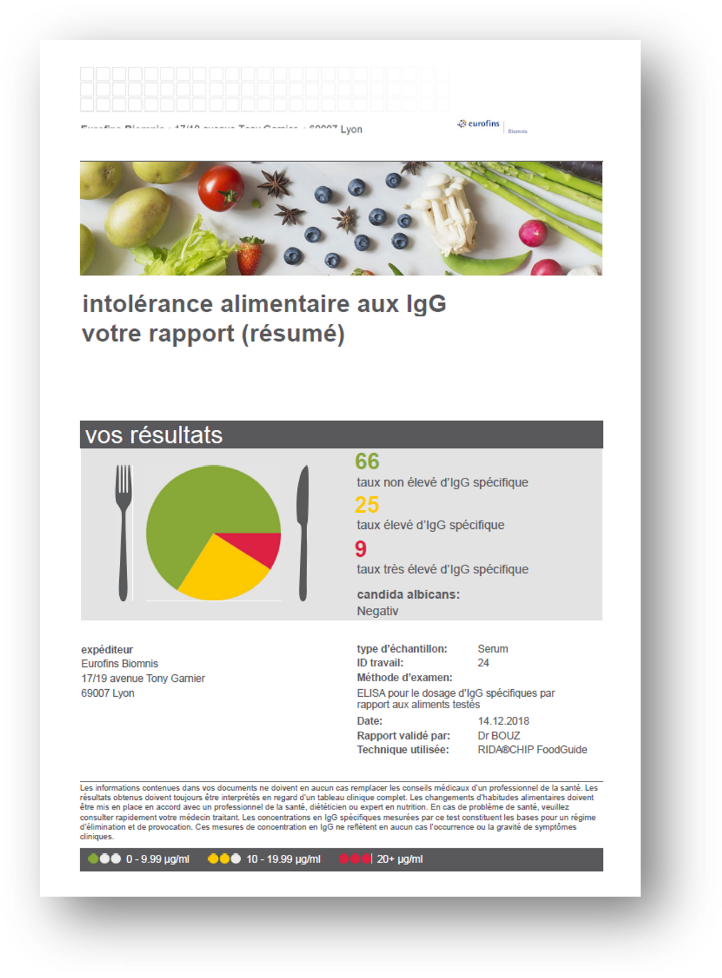 Eurofins Biomnis • 17/19 avenue Tony Garnier • 69007 Lyon
eurofins
Biomnis
intolérance alimentaire aux IgG
votre rapport (résumé)
vos résultats
66
taux non élevé d'IgG spécifique
25
taux élevé d'IgG spécifique
9
taux très élevé d'IgG spécifique
candida albicans:
Negativ
expéditeur
Eurofins Biomnis
17/19 avenue Tony Garnier
69007 Lyon
type d'échantillon: Serum
ID travail: 24
Méthode d'examen:
ELISA pour le dosage d'IgG spécifiques par
rapport aux aliments testés
Date: 14.12.2018
Rapport validé par: Dr BOUZ
Technique utilisée: RIDA®CHIP FoodGuide
Les informations contenues dans vos documents ne doivent en aucun cas remplacer les conseils médicaux d'un professionnel de la santé. Les
résultats obtenus doivent toujours être interprétés en regard d'un tableau clinique complet. Les changements d'habitudes alimentaires doivent
être mis en place en accord avec un professionnel de la santé, diététicien ou expert en nutrition. En cas de problème de santé, veuillez
consulter rapidement votre médecin traitant. Les concentrations en IgG spécifiques mesurées par ce test constituent les bases pour un régime
d'élimination et de provocation. Ces mesures de concentration en IgG ne reflètent en aucun cas l'occurrence ou la gravité de symptômes
cliniques.
0 - 9.99 µg/ml 10 - 19.99 µg/ml 20+ µg/ml